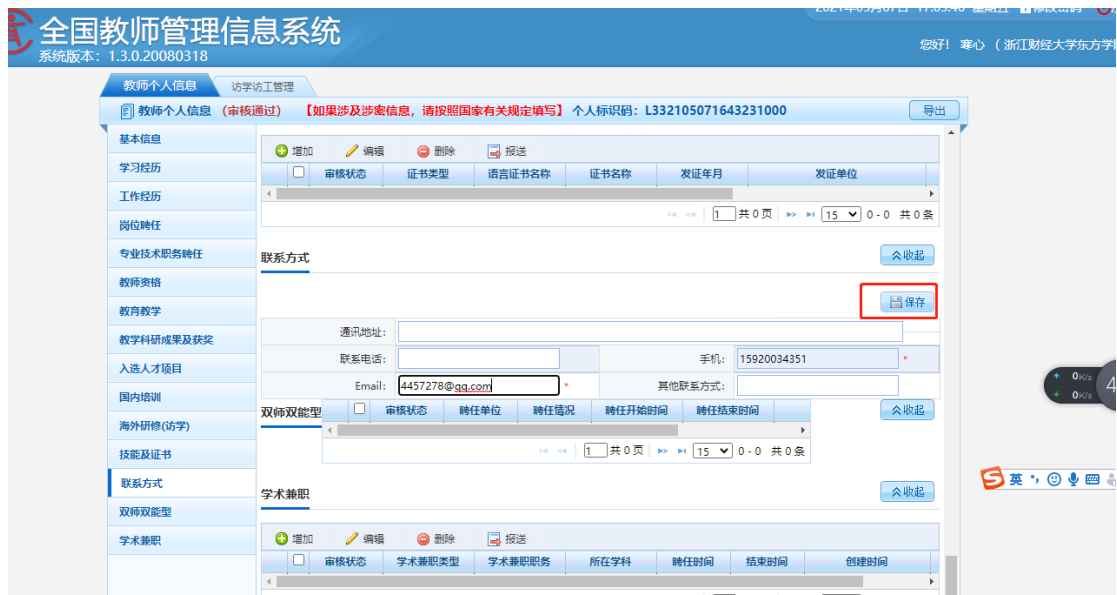 全国教师管理信息系统
系统版本：1.3.0.20080318
您好！ 寒心 （浙江财经大学东方学
教师个人信息 访学访工管理
教师个人信息 （审核通过） 【如果涉及涉密信息，请按照国家有关规定填写】 个人标识码：L332105071643231000 导出
基本信息
学习经历
工作经历
岗位聘任
专业技术职务聘任
教师资格
教育教学
教学科研成果及获奖
入选人才项目
国内培训
海外研修(访学)
技能及证书
联系方式
双师双能型
学术兼职
增加 编辑 删除 报送
审核状态 证书类型 语言证书名称 证书名称 发证年月 发证单位
1 共 0 页 15 0 - 0 共 0 条
联系方式 收起
保存
通讯地址：
联系电话： 手机： 15920034351 *
Email： 4457278@qq.com * 其他联系方式：
双师双能型 审核状态 聘任单位 聘任情况 聘任开始时间 聘任结束时间 收起
1 共 0 页 15 0 - 0 共 0 条
学术兼职 收起
增加 编辑 删除 报送
审核状态 学术兼职类型 学术兼职职务 所在学科 聘任时间 结束时间 创建时间
0K/s
0K/s
4
英